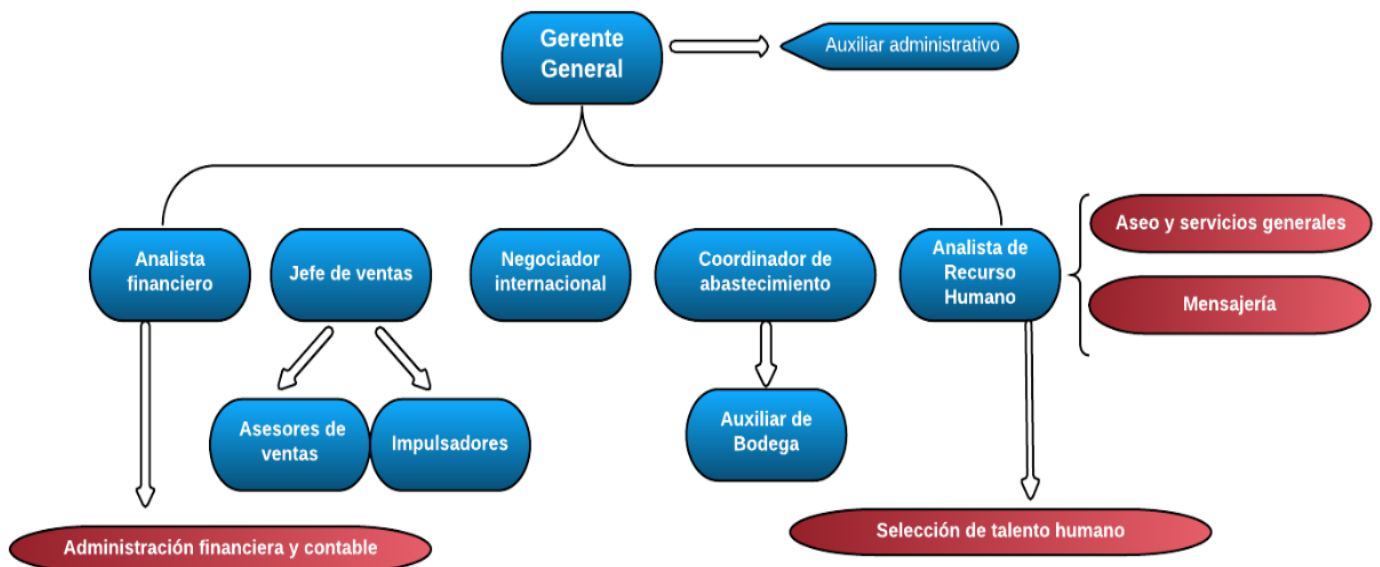 Gerente
General
Auxiliar administrativo
Analista
financiero
Jefe de ventas
Negociador
internacional
Coordinador de
abastecimiento
Analista de
Recurso
Humano
Aseo y servicios generales
Mensajería
Asesores de
ventas
Impulsadores
Auxiliar de
Bodega
Administración financiera y contable
Selección de talento humano